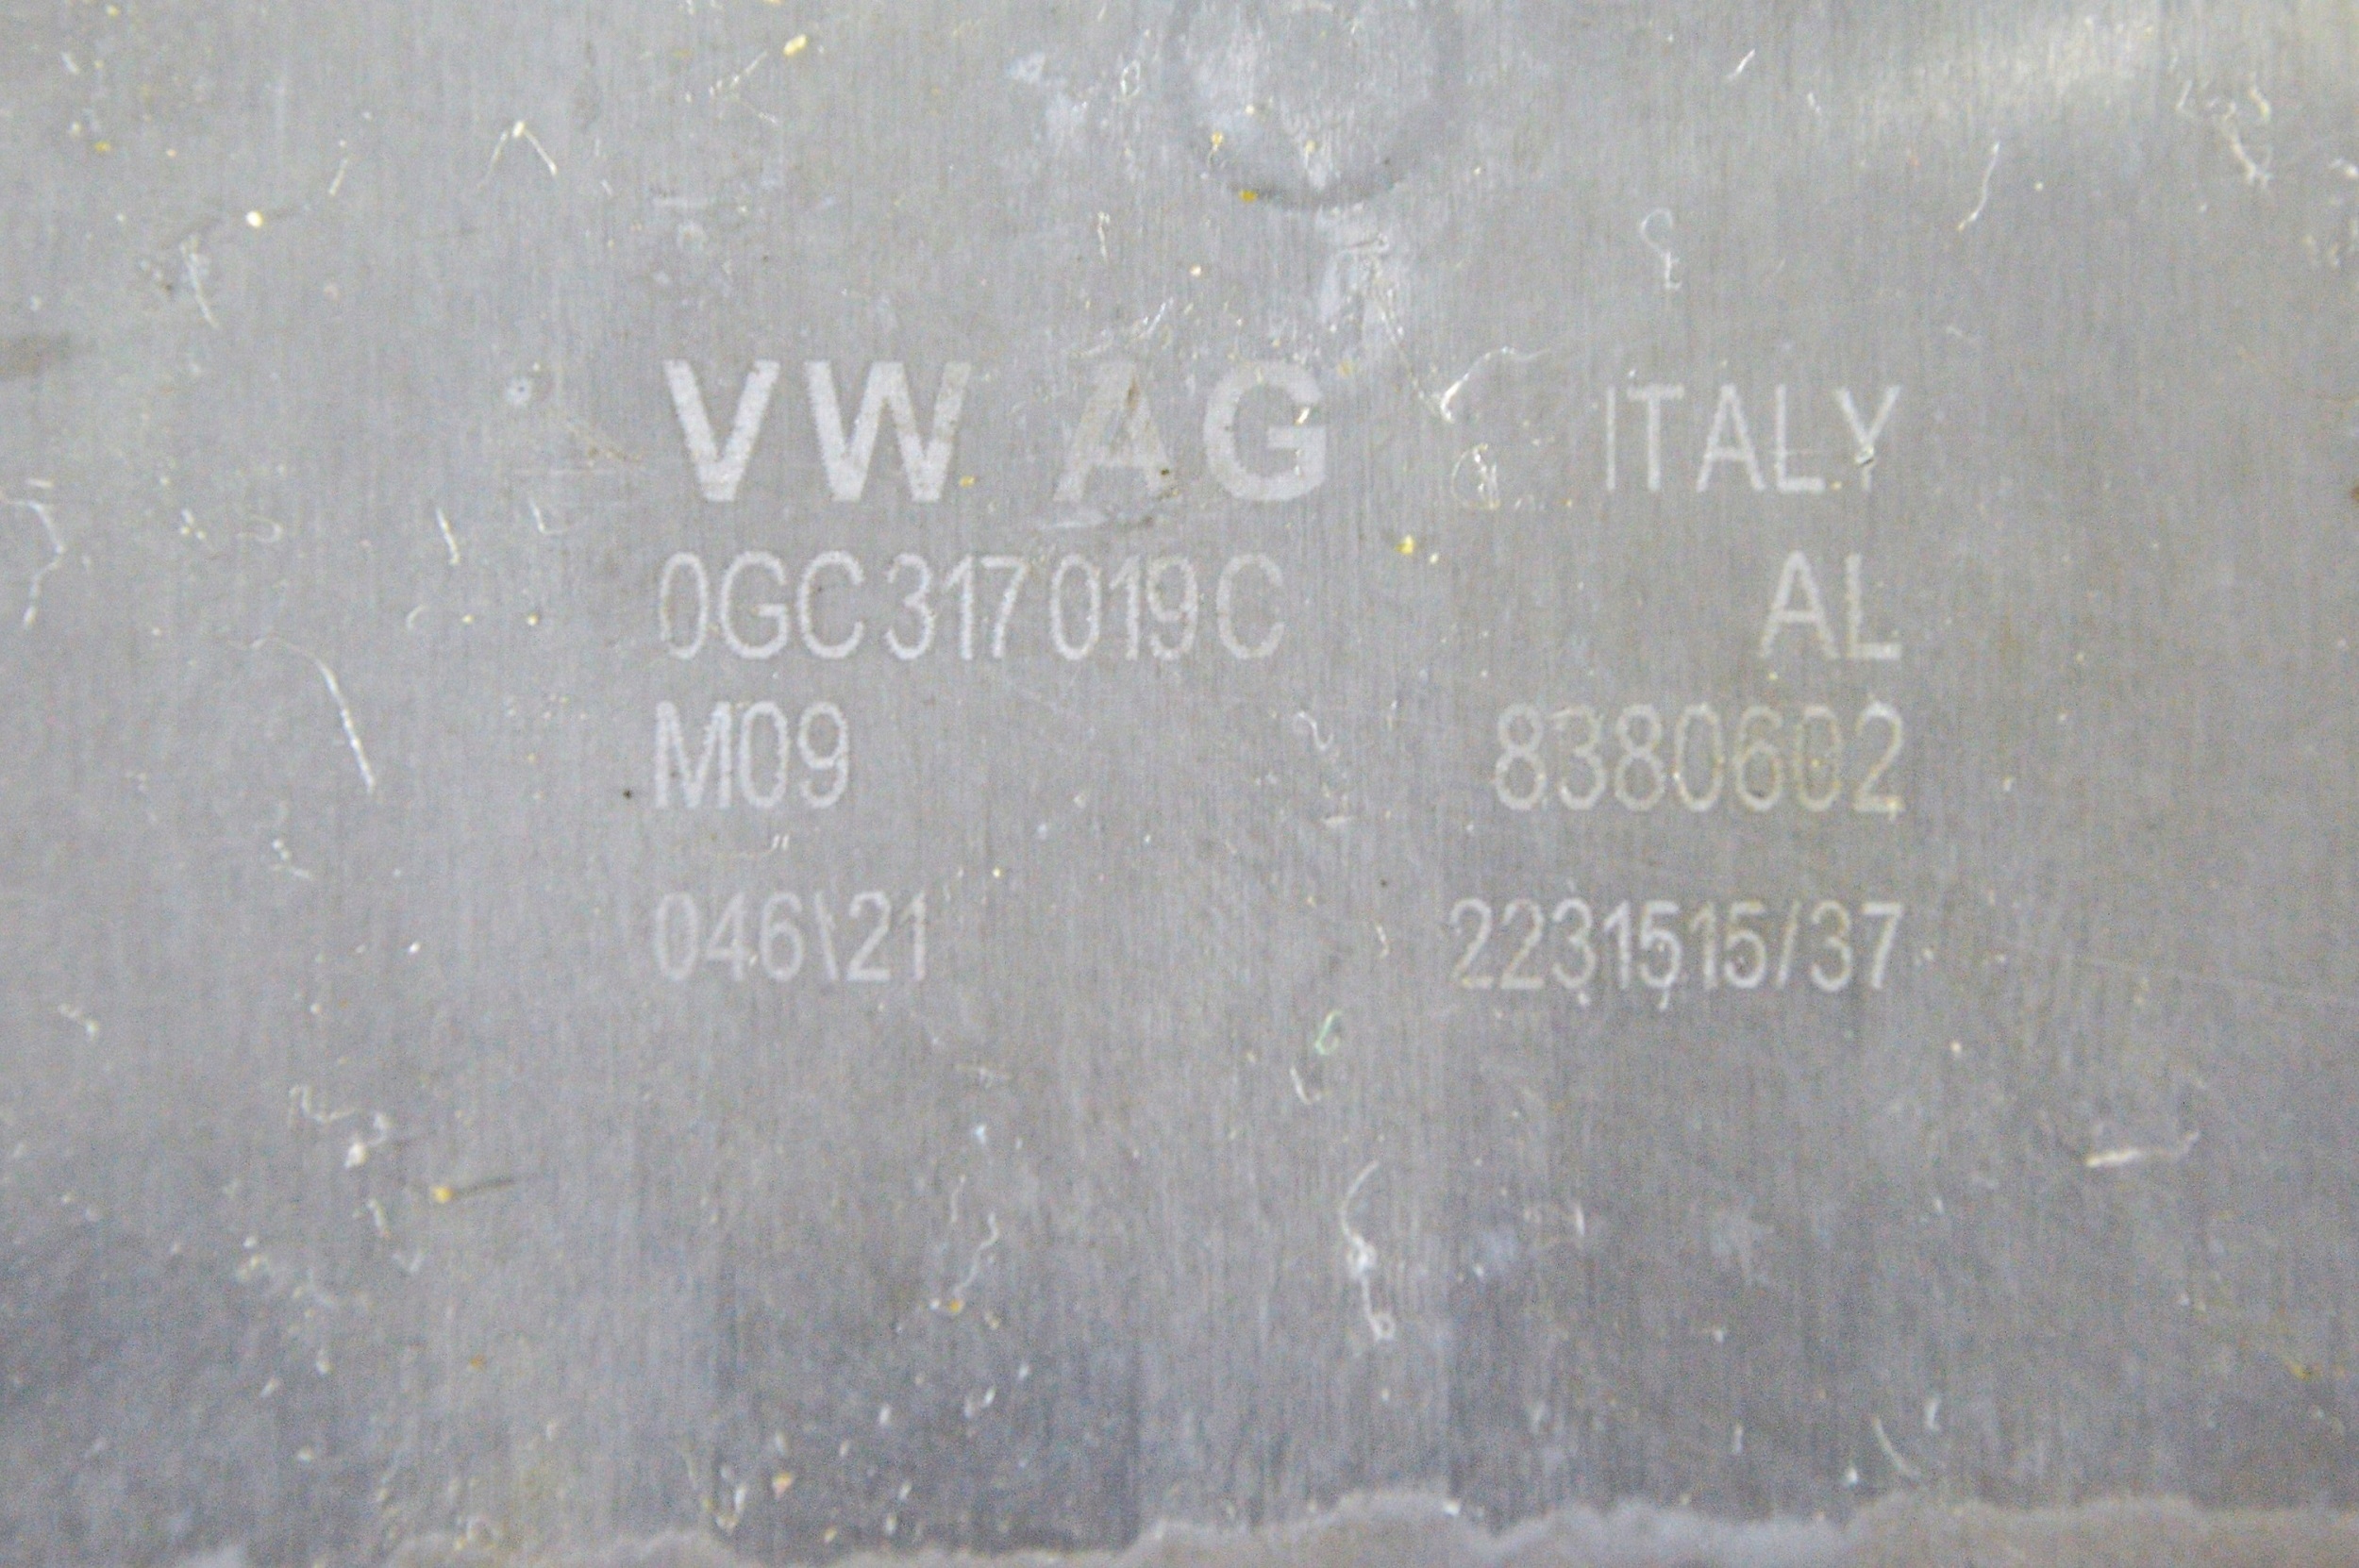 VW AG ITALY
0GC 317 019 C AL
M09 8380602
046\21 2231515/37